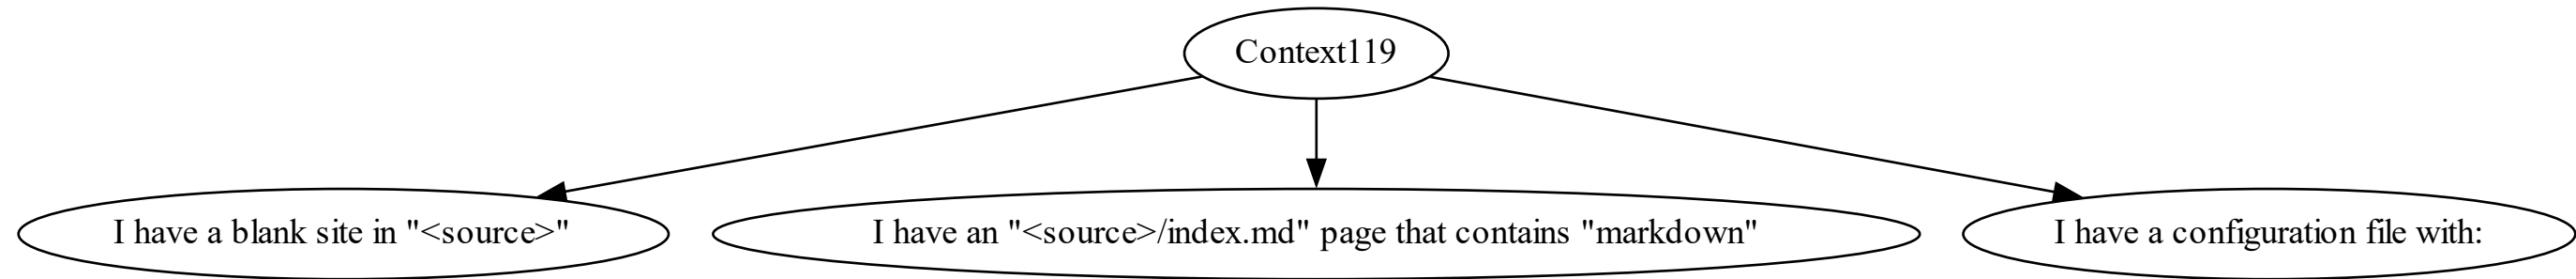 Context119
I have a blank site in "<source>"
I have an "<source>/index.md" page that contains "markdown"
I have a configuration file with: